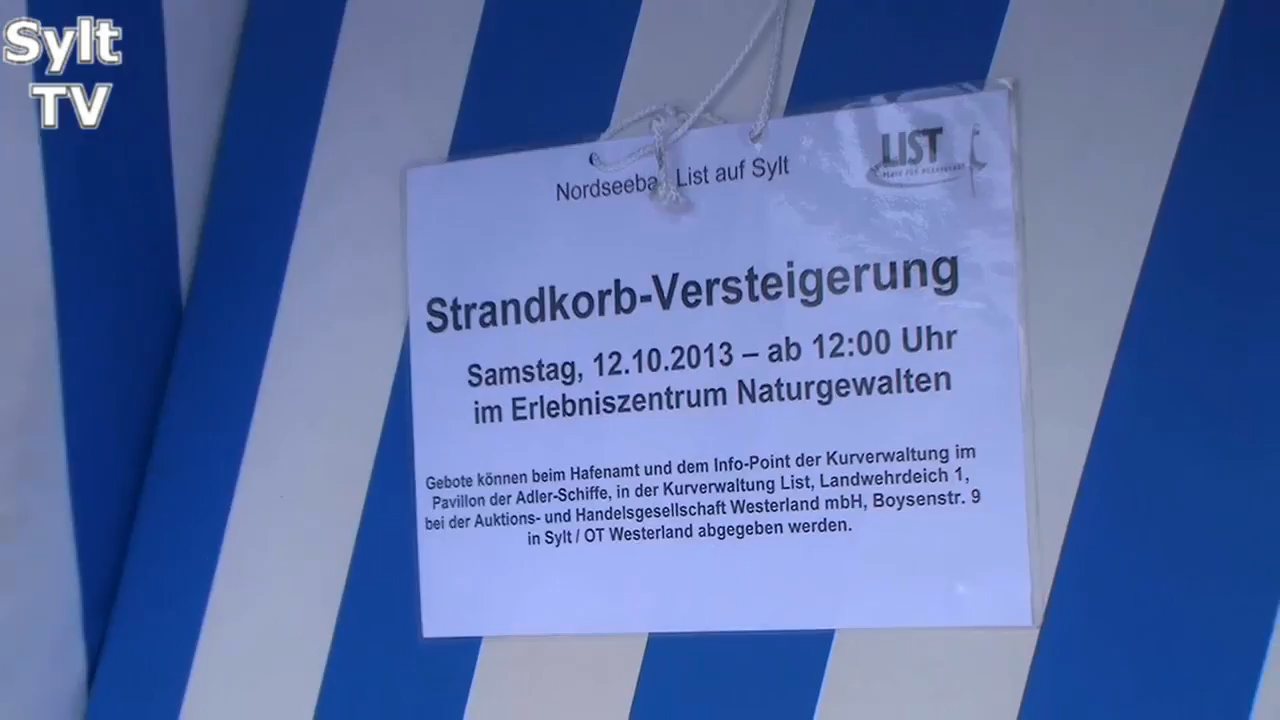 Sylt
TV
LIST
Nordseeba List auf Sylt
Strandkorb-Versteigerung
Samstag, 12.10.2013 – ab 12:00 Uhr
im Erlebniszentrum Naturgewalten
Gebote können beim Hafenamt und dem Info-Point der Kurverwaltung im
Pavillon der Adler-Schiffe, in der Kurverwaltung List, Landwehrdeich 1,
bei der Auktions- und Handelsgesellschaft Westerland mbH, Boysenstr. 9
in Sylt / OT Westerland abgegeben werden.